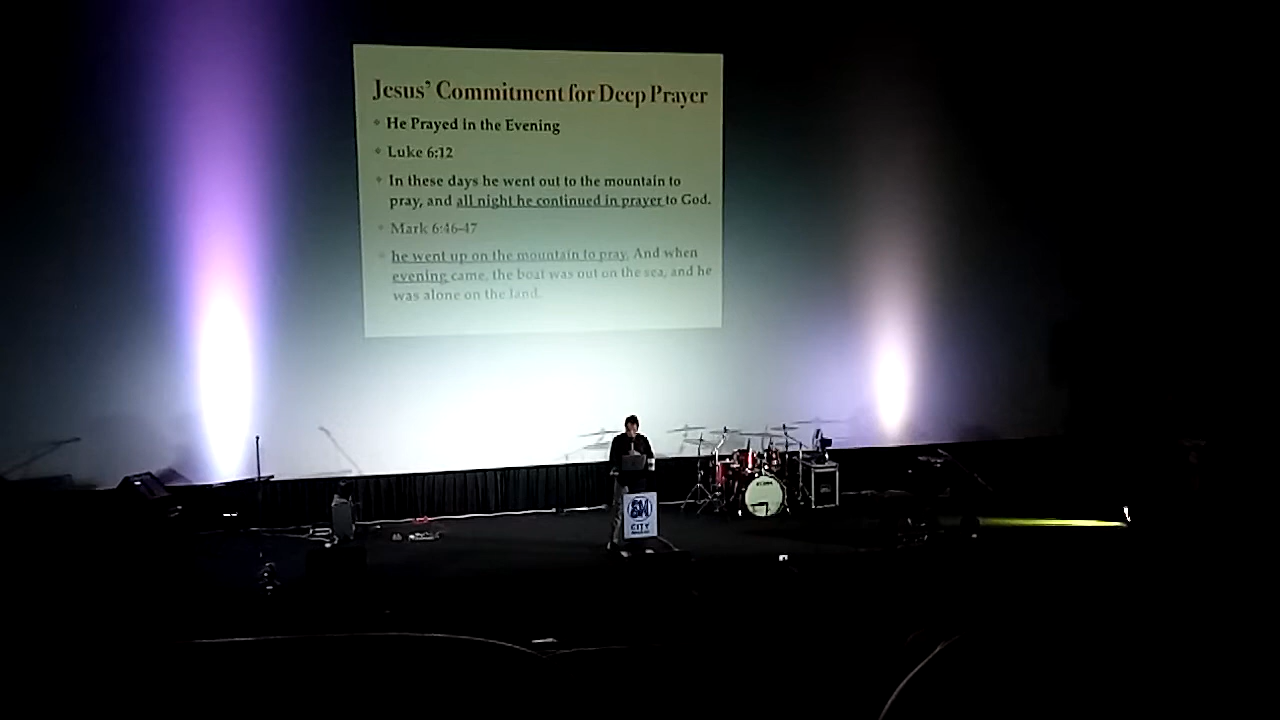 Jesus' Commitment for Deep Prayer
He Prayed in the Evening
Luke 6:12
In these days he went out to the mountain to
pray, and all night he continued in prayer to God.
Mark 6:46-47
he went up on the mountain to pray. And when
evening came, the boat was out on the sea, and he
was alone on the land.
SM
CITY
TAMA